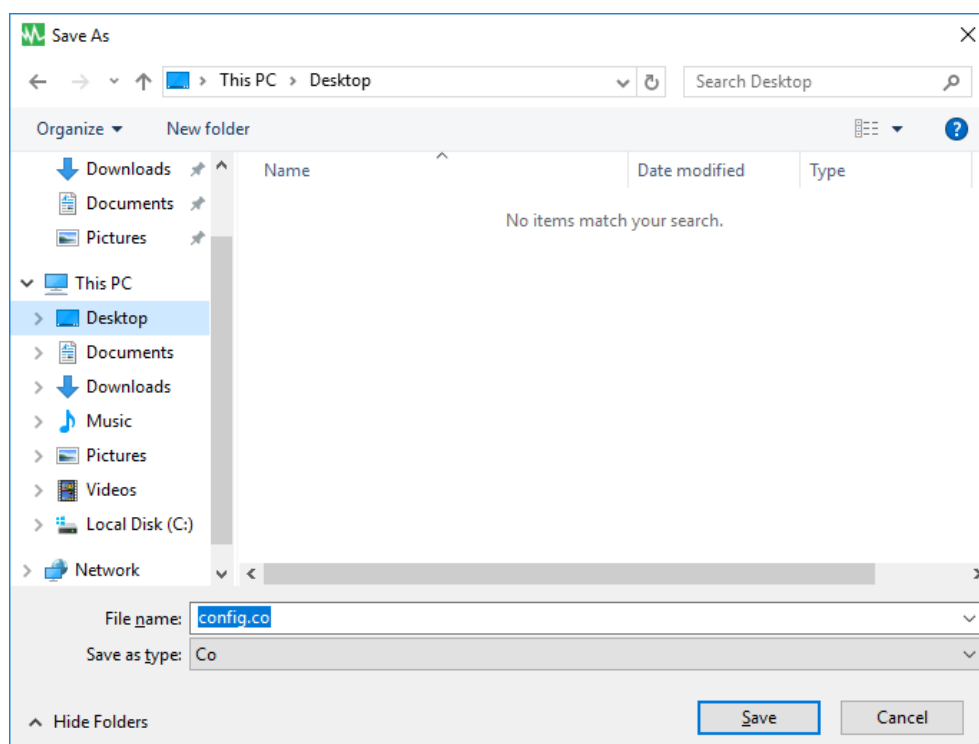 Save As
This PC > Desktop
Search Desktop
Organize
New folder
Name
Date modified
Type
No items match your search.
Downloads
Documents
Pictures
This PC
Desktop
Documents
Downloads
Music
Pictures
Videos
Local Disk (C:)
Network
File name: config.co
Save as type: Co
Hide Folders
Save
Cancel